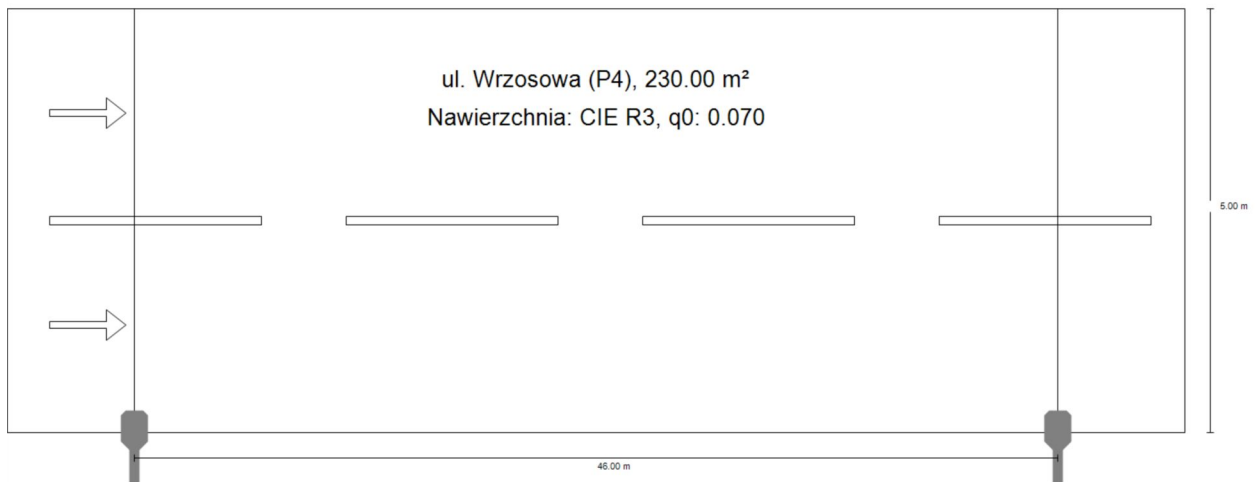 ul. Wrzosowa (P4), 230.00 m²
Nawierzchnia: CIE R3, q0: 0.070
5.00 m
46.00 m